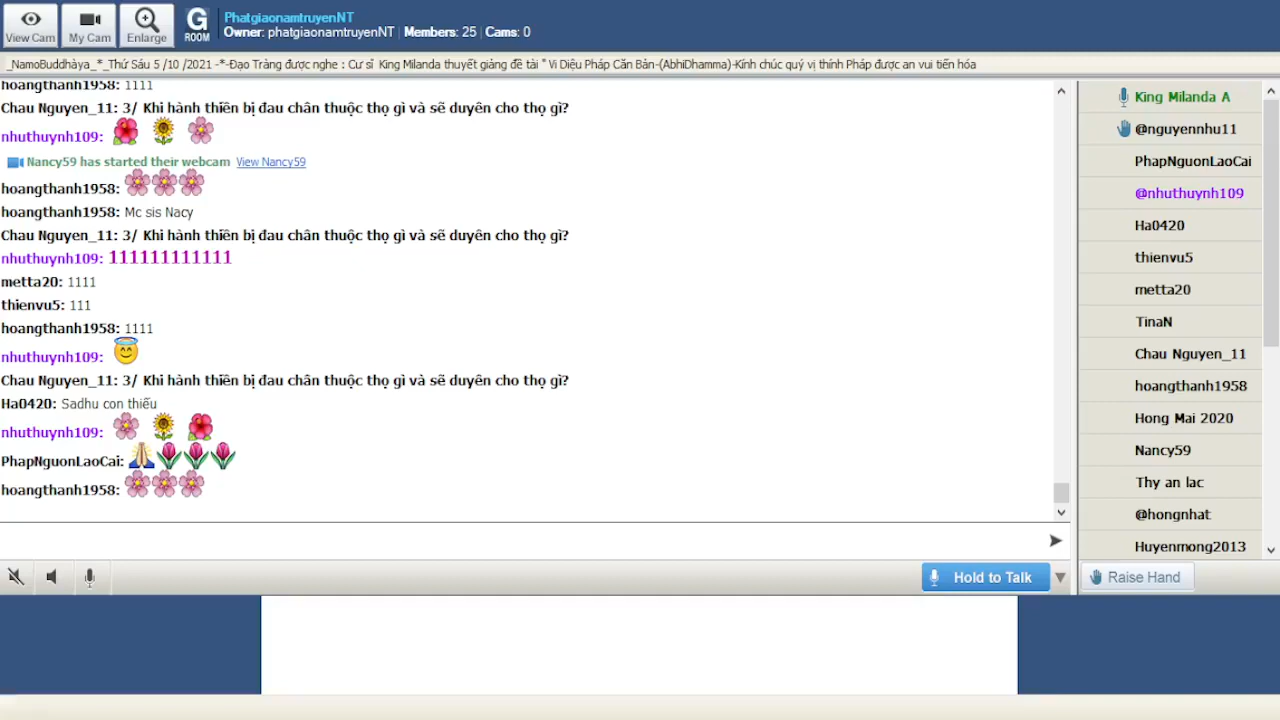 View Cam
My Cam
Enlarge
G
ROOM
PhatgiaonamtruyenNT
Owner: phatgiaonamtruyenNT | Members: 25 | Cams: 0
_NamoBuddhàya_*_Thứ Sáu 5 /10 /2021 -*-Đạo Tràng được nghe : Cư sĩ King Milanda thuyết giảng đề tài " Vi Diệu Pháp Căn Bản-(AbhiDhamma)-Kính chúc quý vị thính Pháp được an vui tiến hóa
hoangthanh1958: 1111
Chau Nguyen_11: 3/ Khi hành thiền bị đau chân thuộc thọ gì và sẽ duyên cho thọ gì?
nhuthuynh109:
Nancy59 has started their webcam View Nancy59
hoangthanh1958:
hoangthanh1958: Mc sis Nacy
Chau Nguyen_11: 3/ Khi hành thiền bị đau chân thuộc thọ gì và sẽ duyên cho thọ gì?
nhuthuynh109: 111111111111
metta20: 1111
thienvu5: 111
hoangthanh1958: 1111
nhuthuynh109:
Chau Nguyen_11: 3/ Khi hành thiền bị đau chân thuộc thọ gì và sẽ duyên cho thọ gì?
Ha0420: Sadhu con thiếu
nhuthuynh109:
PhapNguonLaoCai:
hoangthanh1958:
King Milanda A
@nguyennhu11
PhapNguonLaoCai
@nhuthuynh109
Ha0420
thienvu5
metta20
TinaN
Chau Nguyen_11
hoangthanh1958
Hong Mai 2020
Nancy59
Thy an lac
@hongnhat
Huyenmong2013
Hold to Talk
Raise Hand